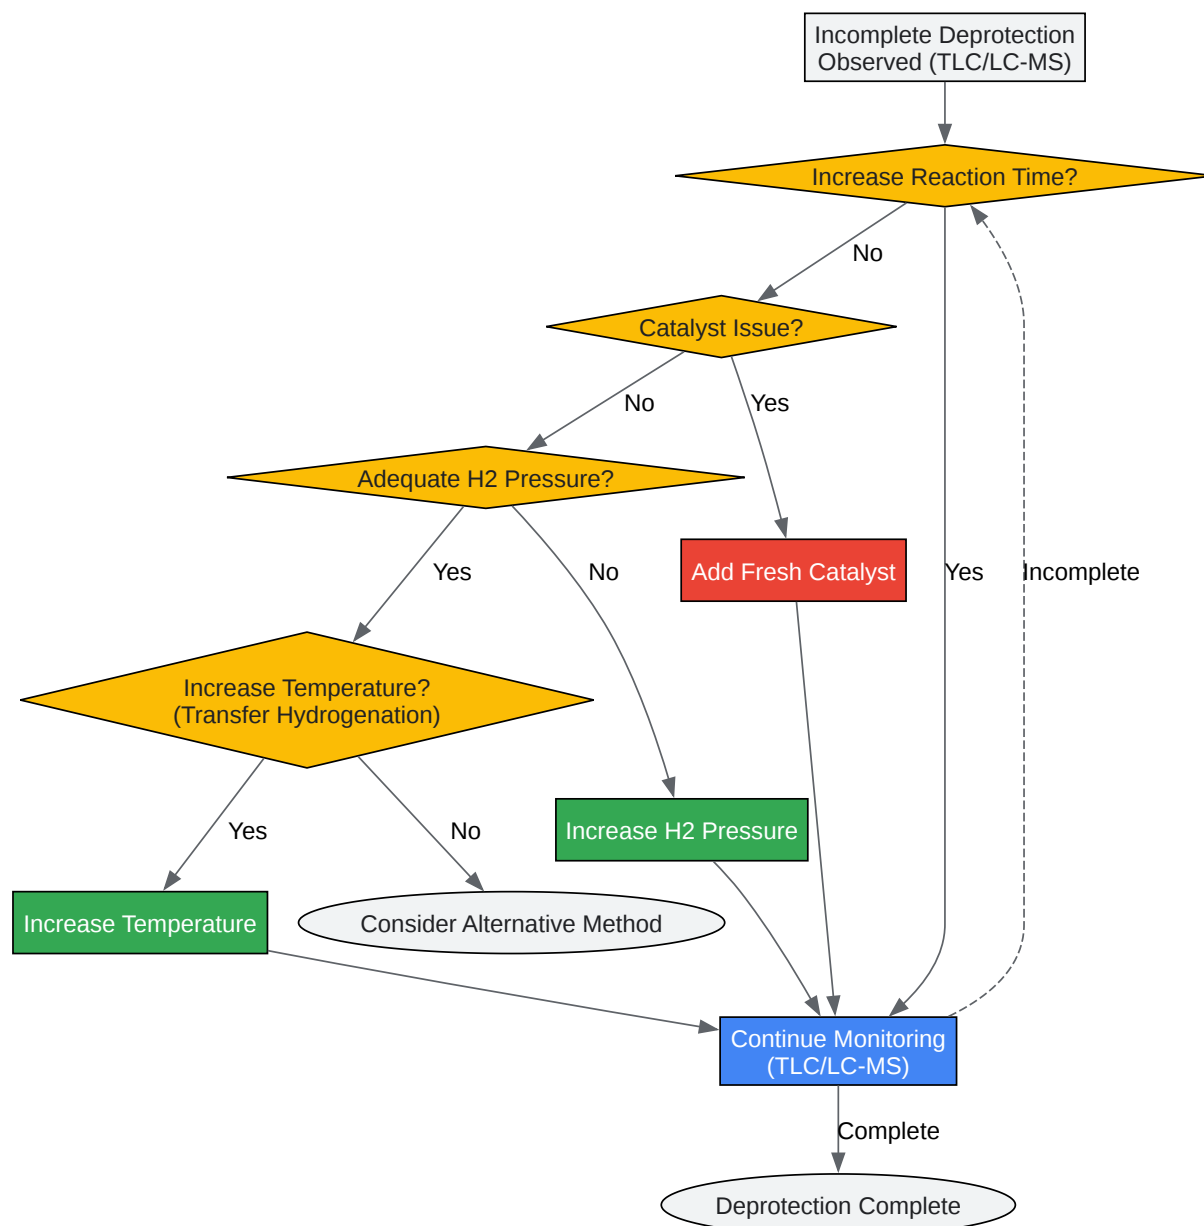 Incomplete Deprotection
Observed (TLC/LC-MS)
Increase Reaction Time?
No
Catalyst Issue?
No
Yes
Adequate H2 Pressure?
Yes
No
Add Fresh Catalyst
Yes
Incomplete
Increase Temperature?
(Transfer Hydrogenation)
Yes
No
Increase H2 Pressure
Increase Temperature
Consider Alternative Method
Continue Monitoring
(TLC/LC-MS)
Complete
Deprotection Complete